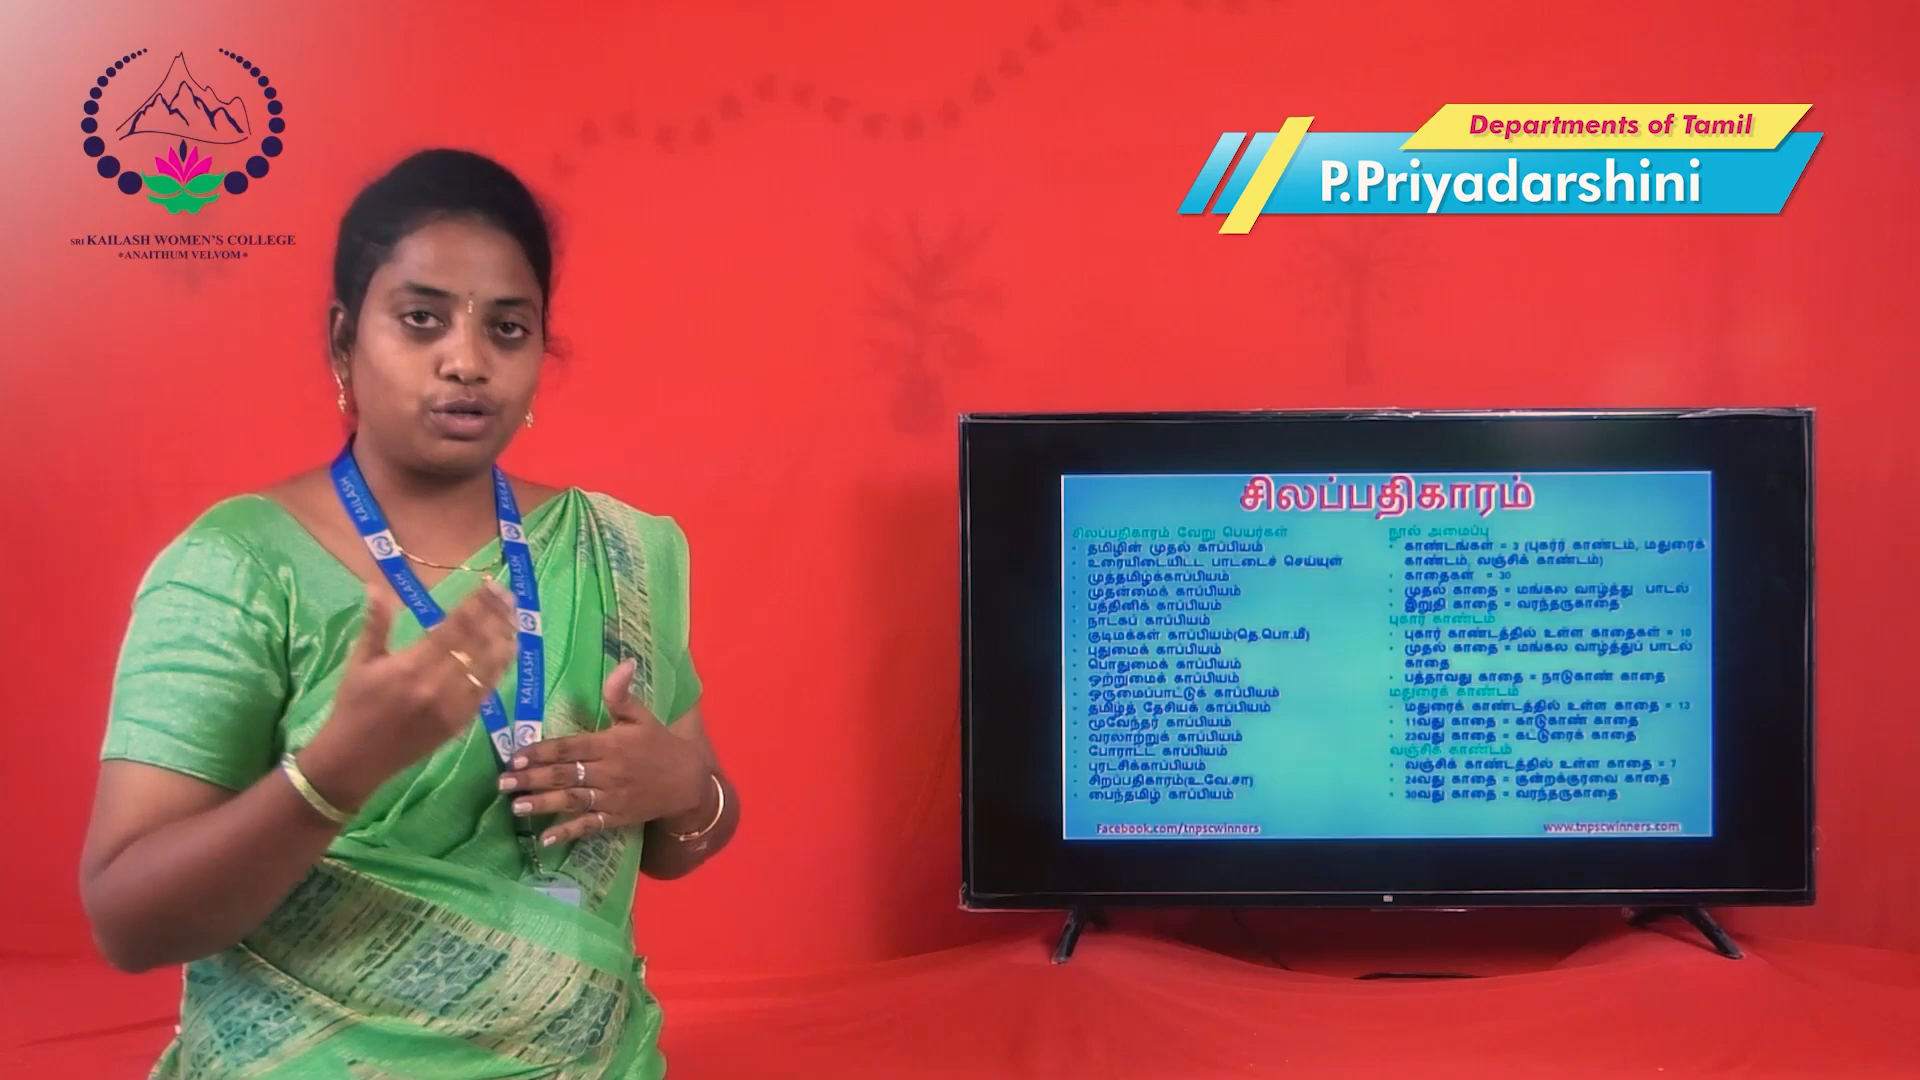 SRI KAILASH WOMEN'S COLLEGE
*ANAITHUM VELVOM*
Departments of Tamil
P.Priyadarshini
KAILASH
KAILASH
KAILASH
KAILASH
KAILASH
சிலப்பதிகாரம்
சிலப்பதிகாரம் வேறு பெயர்கள்
தமிழின் முதல் காப்பியம்
உரையிடையிட்ட பாட்டைச் செய்யுள்
முத்தமிழ்க்காப்பியம்
முதன்மைக் காப்பியம்
பத்தினிக் காப்பியம்
நாடகப் காப்பியம்
குடிமக்கள் காப்பியம்(தெ.பொ.மீ)
புதுமைக் காப்பியம்
பொதுமைக் காப்பியம்
ஒற்றுமைக் காப்பியம்
ஒருமைப்பாட்டுக் காப்பியம்
தமிழ்த் தேசியக் காப்பியம்
மூவேந்தர் காப்பியம்
வரலாற்றுக் காப்பியம்
போராட்ட காப்பியம்
புரட்சிக்காப்பியம்
சிறப்பதிகாரம்(உ.வே.சா)
பைந்தமிழ் காப்பியம்
Facebook.com/tnpscwinners
நூல் அமைப்பு
காண்டங்கள் = 3 (புகார்ர் காண்டம், மதுரைக்
காண்டம், வஞ்சிக் காண்டம்)
காதைகள் = 30
முதல் காதை = மங்கல வாழ்த்து பாடல்
இறுதி காதை = வரந்தருகாதை
புகார் காண்டம்
புகார் காண்டத்தில் உள்ள காதைகள் = 10
முதல் காதை = மங்கல வாழ்த்துப் பாடல்
காதை
பத்தாவது காதை = நாடுகாண் காதை
மதுரைக் காண்டம்
மதுரைக் காண்டத்தில் உள்ள காதை = 13
11வது காதை = காடுகாண் காதை
23வது காதை = கட்டுரைக் காதை
வஞ்சிக் காண்டம்
வஞ்சிக் காண்டத்தில் உள்ள காதை = 7
24வது காதை = குன்றக்குரவை காதை
30வது காதை = வரந்தருகாதை
www.tnpscwinners.com